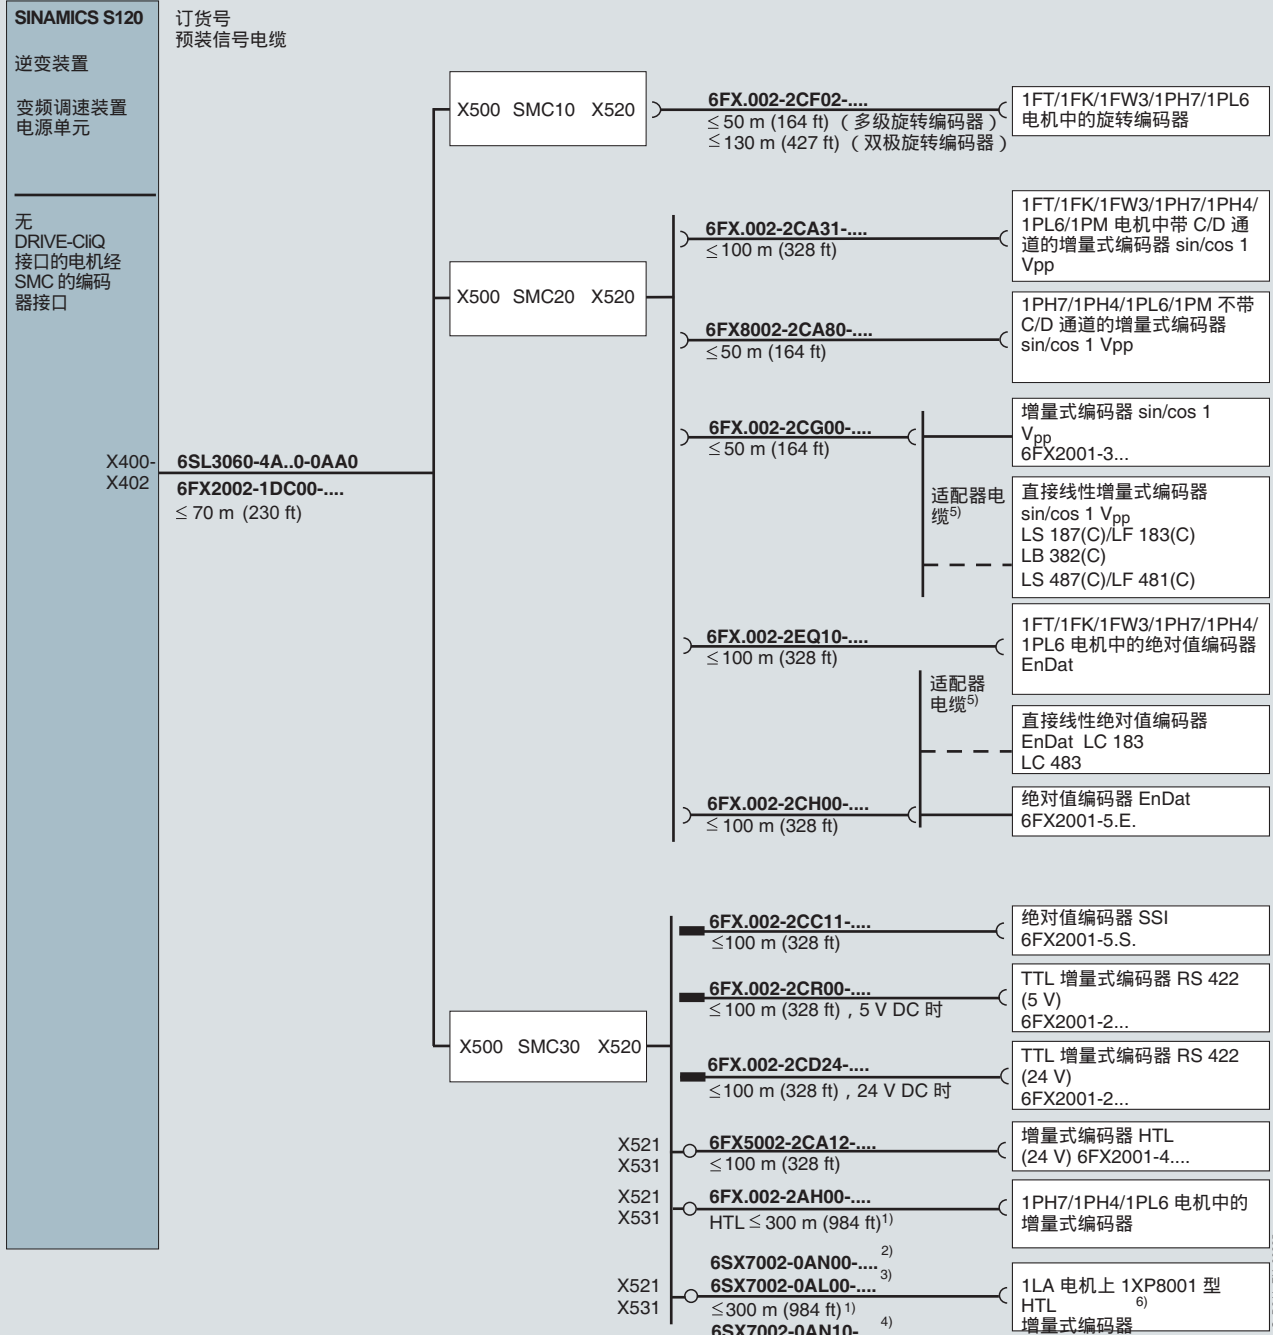 SINAMICS S120
逆变装置
变频调速装置
电源单元
无
DRIVE-CliQ
接口的电机经
SMC 的编码
器接口
X400-
X402
订货号
预装信号电缆
6SL3060-4A..0-0AA0
6FX2002-1DC00-....
≤ 70 m (230 ft)
X500 SMC10 X520
6FX.002-2CF02-....
≤ 50 m (164 ft) ( 多级旋转编码器 )
≤ 130 m (427 ft) ( 双极旋转编码器 )
1FT/1FK/1FW3/1PH7/1PL6
电机中的旋转编码器
X500 SMC20 X520
6FX.002-2CA31-....
≤ 100 m (328 ft)
1FT/1FK/1FW3/1PH7/1PH4/
1PL6/1PM 电机中带 C/D 通
道的增量式编码器 sin/cos 1
Vpp
6FX8002-2CA80-....
≤ 50 m (164 ft)
1PH7/1PH4/1PL6/1PM 不带
C/D 通道的增量式编码器
sin/cos 1 Vpp
6FX.002-2CG00-....
≤ 50 m (164 ft)
增量式编码器 sin/cos 1
Vpp
6FX2001-3...
适配器电
缆5)
直接线性增量式编码器
sin/cos 1 Vpp
LS 187(C)/LF 183(C)
LB 382(C)
LS 487(C)/LF 481(C)
6FX.002-2EQ10-....
≤ 100 m (328 ft)
1FT/1FK/1FW3/1PH7/1PH4/
1PL6 电机中的绝对值编码器
EnDat
适配器
电缆5)
直接线性绝对值编码器
EnDat LC 183
LC 483
6FX.002-2CH00-....
≤ 100 m (328 ft)
绝对值编码器 EnDat
6FX2001-5.E.
X500 SMC30 X520
6FX.002-2CC11-....
≤100 m (328 ft)
绝对值编码器 SSI
6FX2001-5.S.
6FX.002-2CR00-....
≤ 100 m (328 ft) , 5 V DC 时
TTL 增量式编码器 RS 422
(5 V)
6FX2001-2...
6FX.002-2CD24-....
≤100 m (328 ft) , 24 V DC 时
TTL 增量式编码器 RS 422
(24 V)
6FX2001-2...
X521
X531
6FX5002-2CA12-....
≤ 100 m (328 ft)
增量式编码器 HTL
(24 V) 6FX2001-4....
X521
X531
6FX.002-2AH00-....
HTL ≤ 300 m (984 ft)1)
1PH7/1PH4/1PL6 电机中的
增量式编码器
X521
X531
6SX7002-0AN00-.... 2)
6SX7002-0AL00-.... 3)
≤300 m (984 ft) 1)
6SX7002-0AN10- 4)
1LA 电机上 1XP8001 型
HTL 6)
增量式编码器